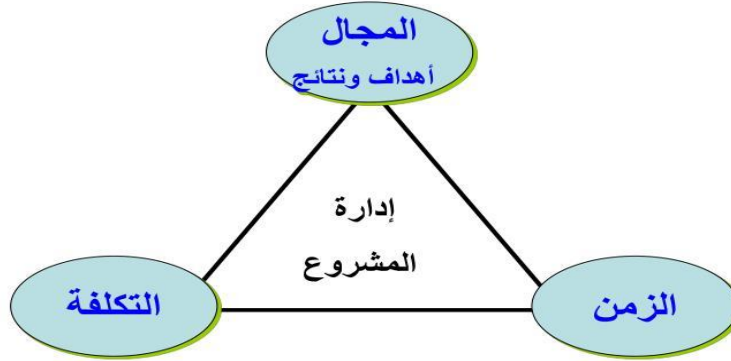 المجال
أهداف ونتائج
إدارة
المشروع
الزمن
التكلفة